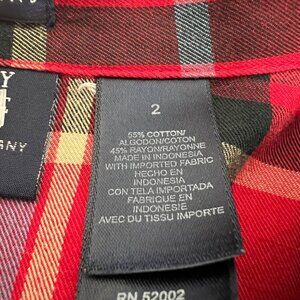 2
55% COTTON/
ALGODON/COTON
45% RAYON/RAYONNE
MADE IN INDONESIA
WITH IMPORTED FABRIC
HECHO EN
INDONESIA
CON TELA IMPORTADA
FABRIQUE EN
INDONESIA
AVEC DU TISSU IMPORTE
RN 52002